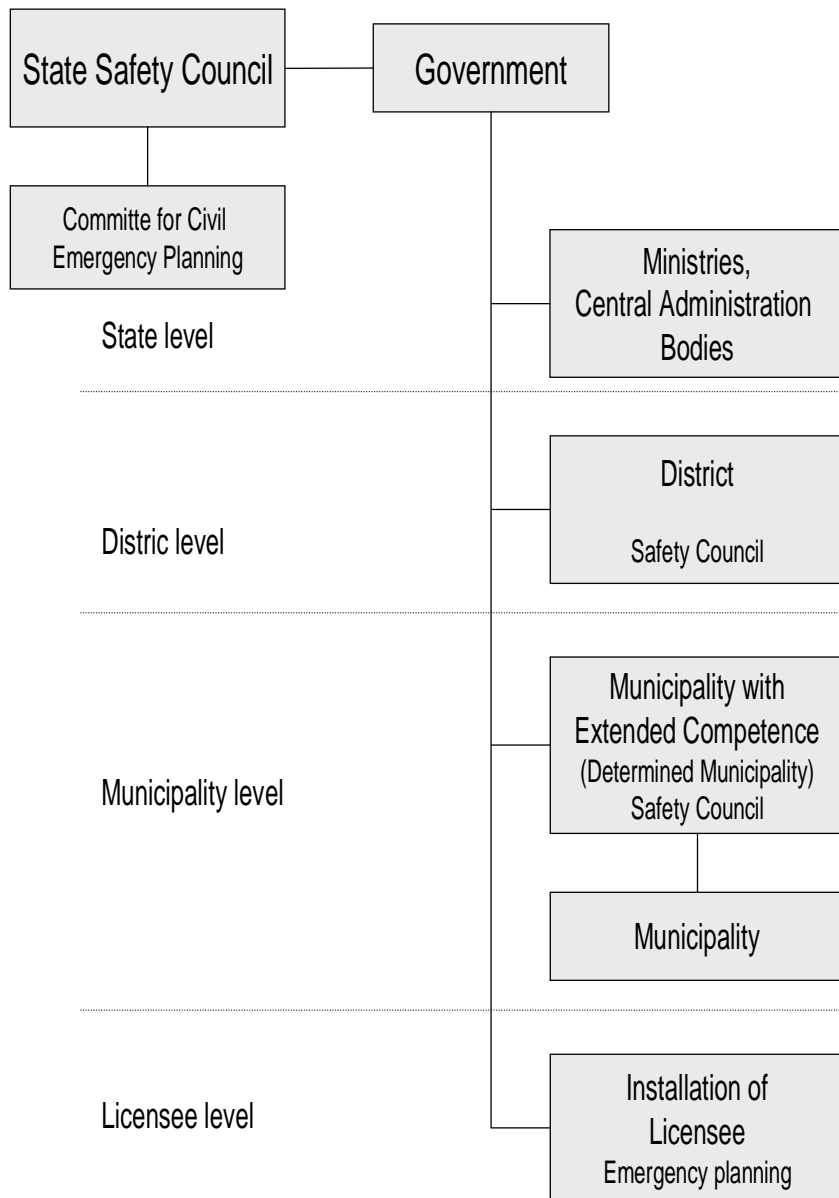 State Safety Council
Government
Committe for Civil
Emergency Planning
Ministries,
Central Administration
Bodies
State level
District
Safety Council
Distric level
Municipality with
Extended Competence
(Determined Municipality)
Safety Council
Municipality level
Municipality
Installation of
Licensee
Emergency planning
Licensee level